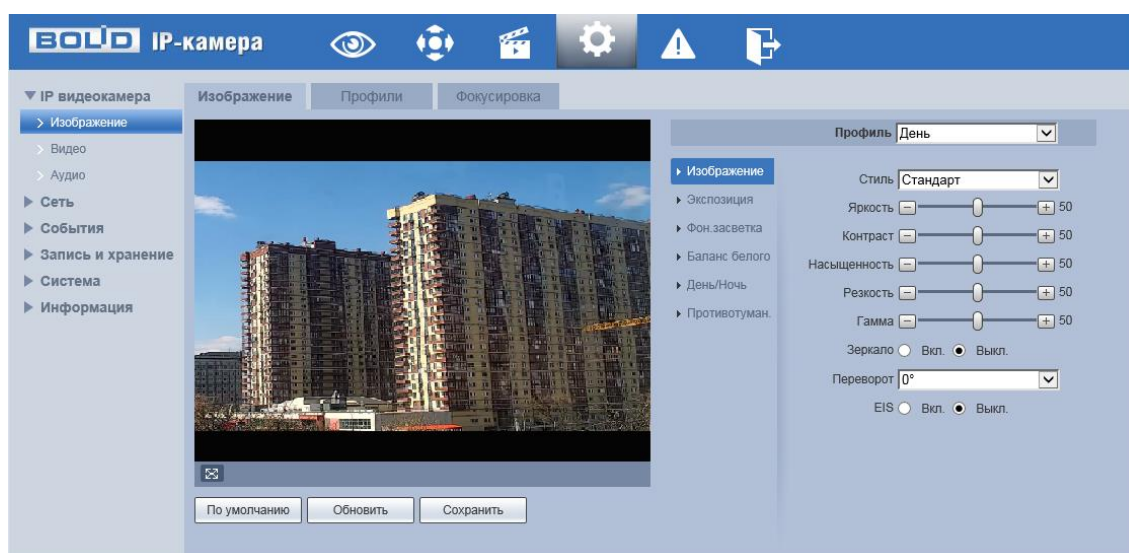 BOLID IP-камера
IP видеокамера
Изображение
Видео
Аудио
Сеть
События
Запись и хранение
Система
Информация
Изображение Профили Фокусировка
По умолчанию Обновить Сохранить
Изображение
Экспозиция
Фон.засветка
Баланс белого
День/Ночь
Противотуман.
Профиль День
Стиль Стандарт
Яркость 50
Контраст 50
Насыщенность 50
Резкость 50
Гамма 50
Зеркало Вкл. Выкл.
Переворот 0°
EIS Вкл. Выкл.